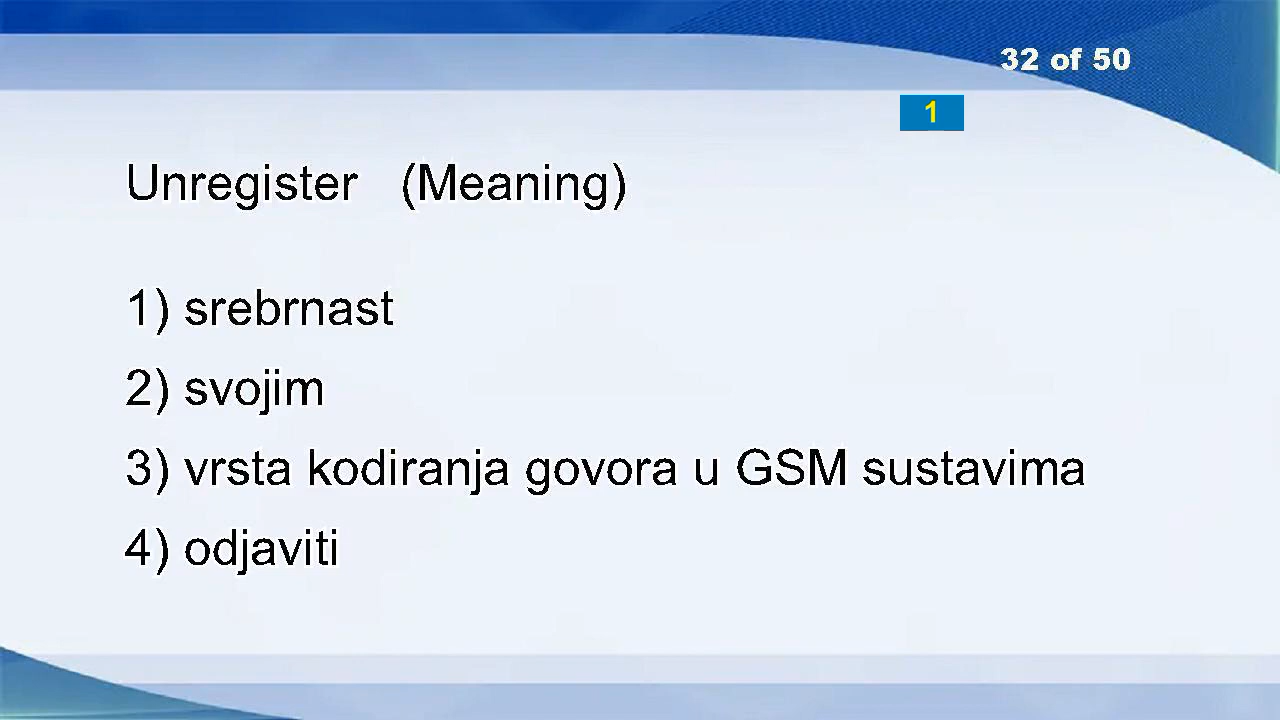 32 of 50
1
Unregister (Meaning)
1) srebrnast
2) svojim
3) vrsta kodiranja govora u GSM sustavima
4) odjaviti